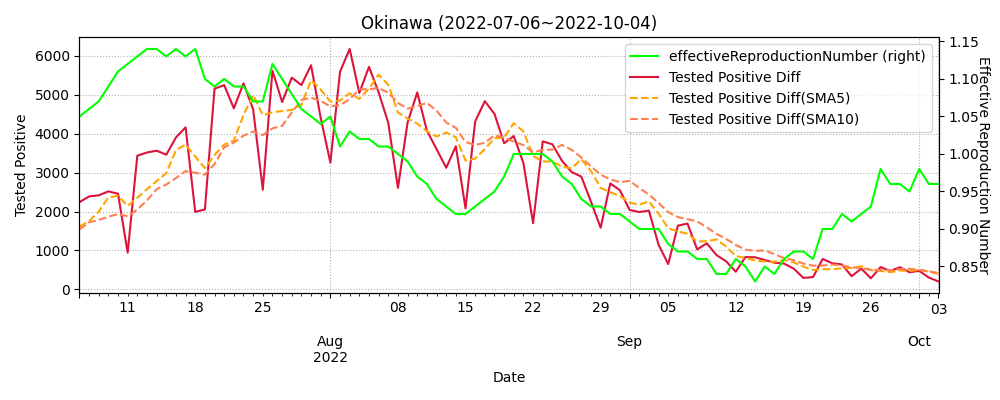 Okinawa (2022-07-06~2022-10-04)
effectiveReproductionNumber (right)
Tested Positive Diff
Tested Positive Diff(SMA5)
Tested Positive Diff(SMA10)
Tested Positive
6000
5000
4000
3000
2000
1000
0
1.15
1.10
1.05
1.00
0.95
0.90
0.85
Effective Reproduction Number
11 18 25 08 15 22 29 05 12 19 26 03
Aug Sep Oct
2022
Date